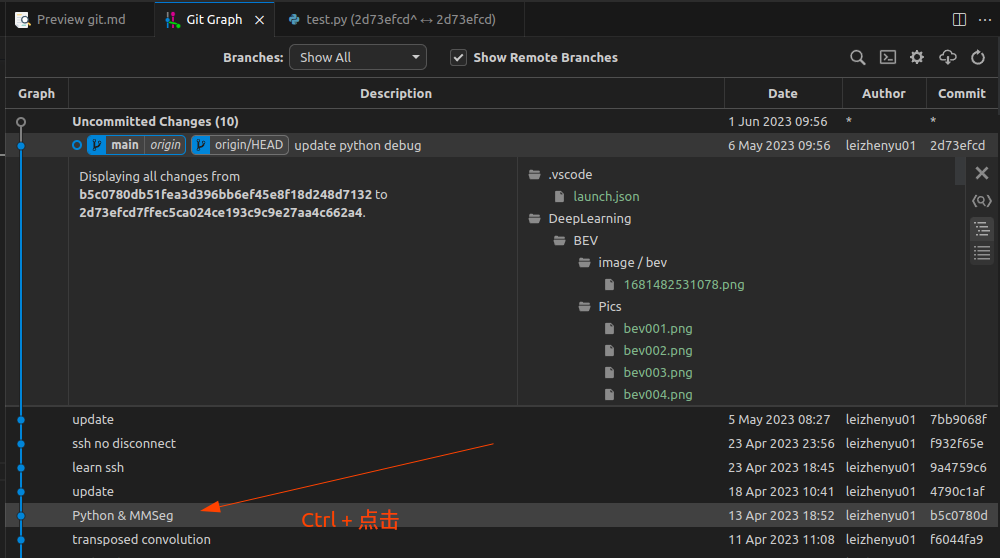 Preview git.md
Git Graph
test.py (2d73efcd^ ↔ 2d73efcd)
Branches: Show All Show Remote Branches
Graph Description Date Author Commit
Uncommitted Changes (10) 1 Jun 2023 09:56 * *
main origin origin/HEAD update python debug 6 May 2023 09:56 leizhenyu01 2d73efcd
Displaying all changes from
b5c0780db51fea3d396bb6ef45e8f18d248d7132 to
2d73efcd7ffec5ca024ce193c9c9e27aa4c662a4.
.vscode
launch.json
DeepLearning
BEV
image / bev
1681482531078.png
Pics
bev001.png
bev002.png
bev003.png
bev004.png
update 5 May 2023 08:27 leizhenyu01 7bb9068f
ssh no disconnect 23 Apr 2023 23:56 leizhenyu01 f932f65e
learn ssh 23 Apr 2023 18:45 leizhenyu01 9a4759c6
update 18 Apr 2023 10:41 leizhenyu01 4790c1af
Python & MMSeg 13 Apr 2023 18:52 leizhenyu01 b5c0780d
Ctrl + 点击
transposed convolution 11 Apr 2023 11:08 leizhenyu01 f6044fa9